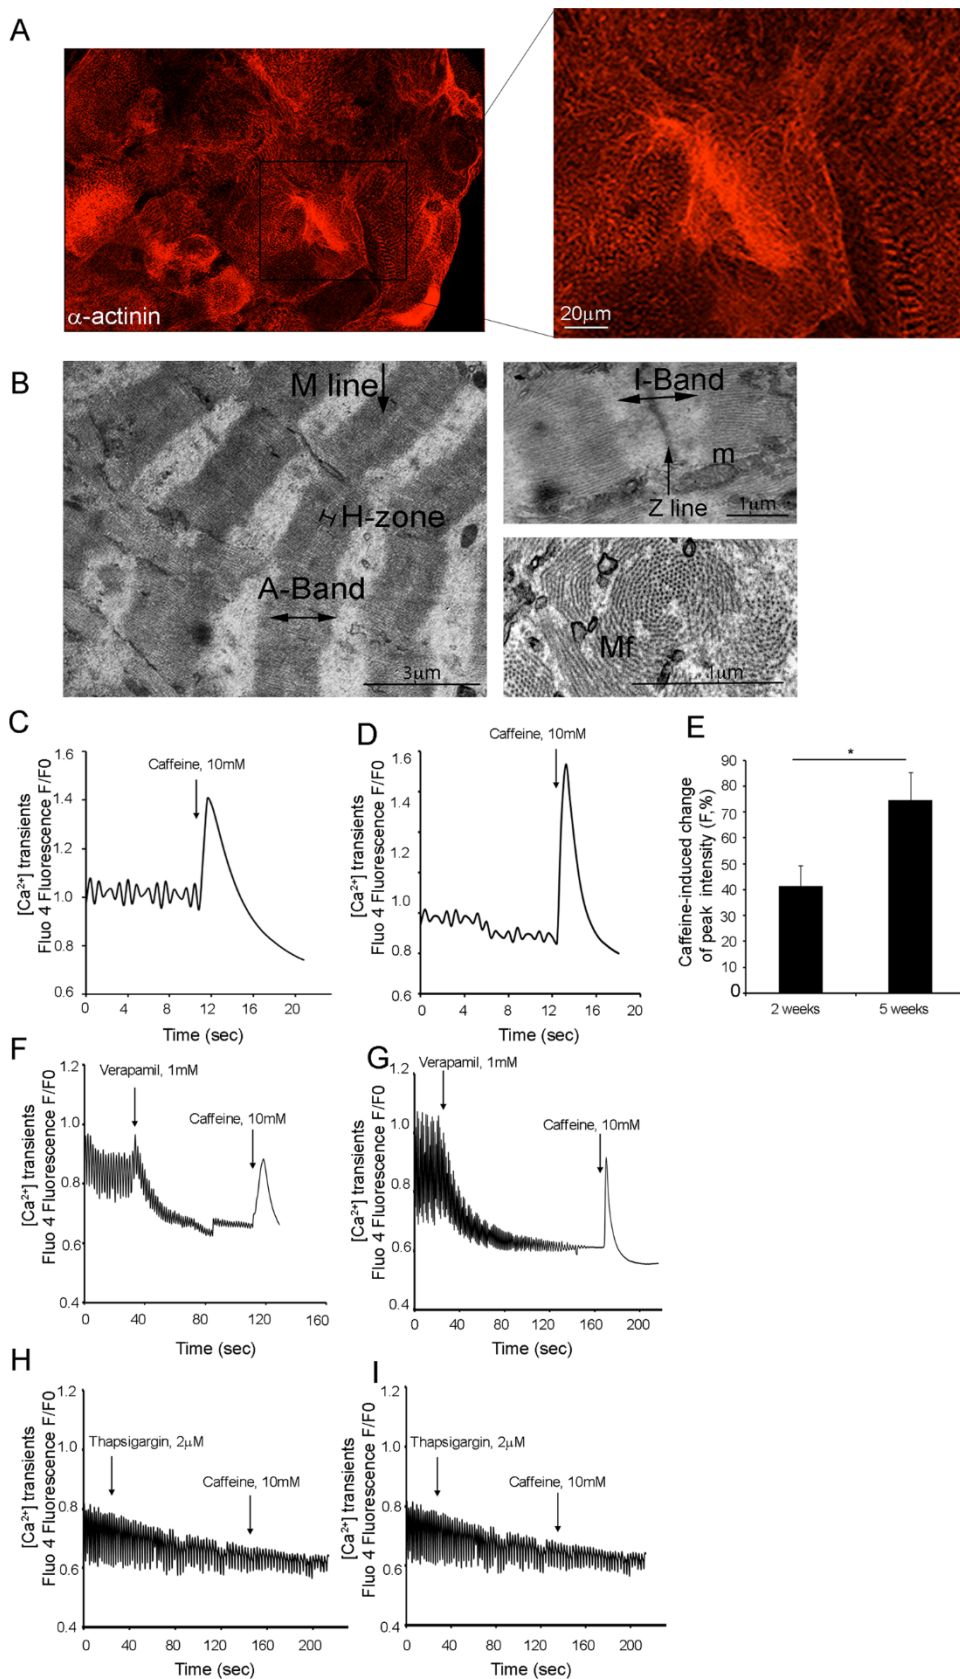 A
α-actinin
20μm
B
M line
H-zone
A-Band
3μm
I-Band
m
Z line
1μm
Mf
1μm
C
[Ca²⁺] transients
Fluo 4 Fluorescence F/F0
1.6
1.4
1.2
1.0
0.8
0.6
Caffeine, 10mM
0 4 8 12 16 20
Time (sec)
D
[Ca²⁺] transients
Fluo 4 Fluorescence F/F0
1.6
1.4
1.2
1.0
0.8
0.6
Caffeine, 10mM
0 4 8 12 16 20
Time (sec)
E
Caffeine-induced change
of peak intensity (F,%)
90
80
70
60
50
40
30
20
10
0
*
2 weeks 5 weeks
F
[Ca²⁺] transients
Fluo 4 Fluorescence F/F0
1.2
1.0
0.8
0.6
0.4
Verapamil, 1mM
Caffeine, 10mM
0 40 80 120 160
Time (sec)
G
[Ca²⁺] transients
Fluo 4 Fluorescence F/F0
1.2
1.0
0.8
0.6
0.4
Verapamil, 1mM
Caffeine, 10mM
0 40 80 120 160 200
Time (sec)
H
[Ca²⁺] transients
Fluo 4 Fluorescence F/F0
1.2
1.0
0.8
0.6
0.4
Thapsigargin, 2μM
Caffeine, 10mM
0 40 80 120 160 200
Time (sec)
I
[Ca²⁺] transients
Fluo 4 Fluorescence F/F0
1.2
1.0
0.8
0.6
0.4
Thapsigargin, 2μM
Caffeine, 10mM
0 40 80 120 160 200
Time (sec)